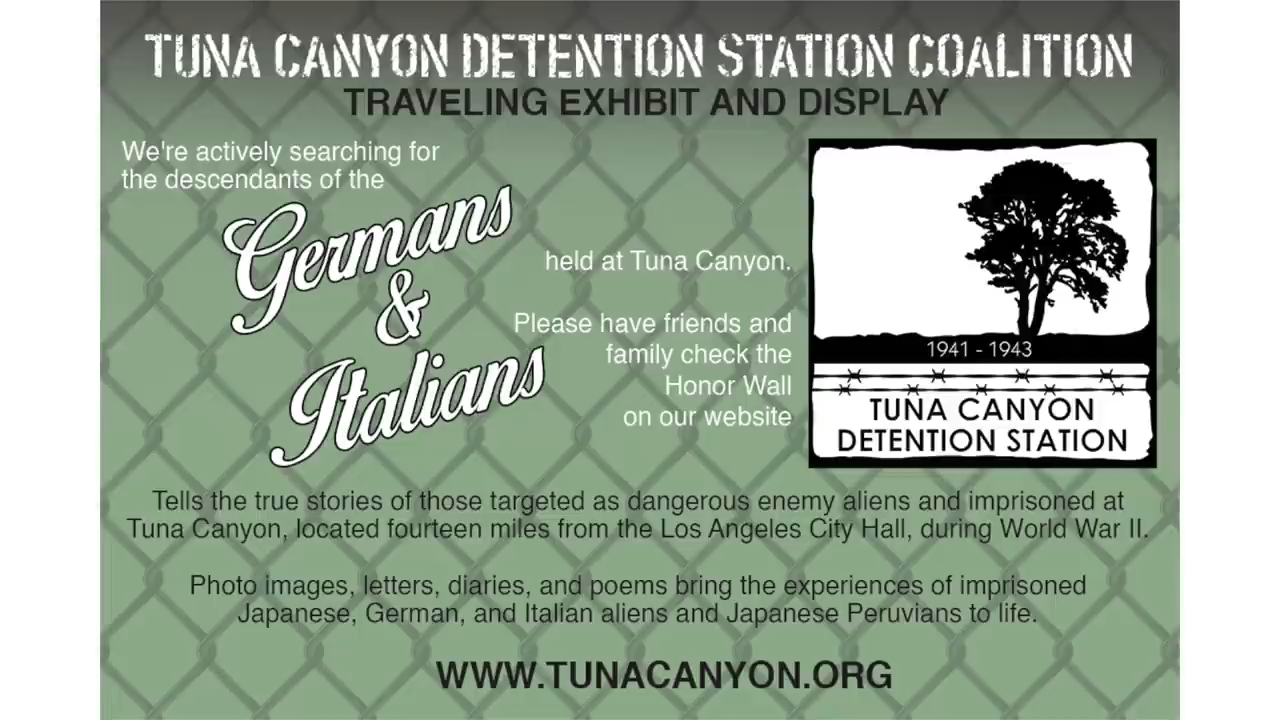 TUNA CANYON DETENTION STATION COALITION
TRAVELING EXHIBIT AND DISPLAY
We're actively searching for
the descendants of the
Germans
&
Italians
held at Tuna Canyon.
Please have friends and
family check the
Honor Wall
on our website
1941 - 1943
TUNA CANYON
DETENTION STATION
Tells the true stories of those targeted as dangerous enemy aliens and imprisoned at
Tuna Canyon, located fourteen miles from the Los Angeles City Hall, during World War II.
Photo images, letters, diaries, and poems bring the experiences of imprisoned
Japanese, German, and Italian aliens and Japanese Peruvians to life.
WWW.TUNACANYON.ORG